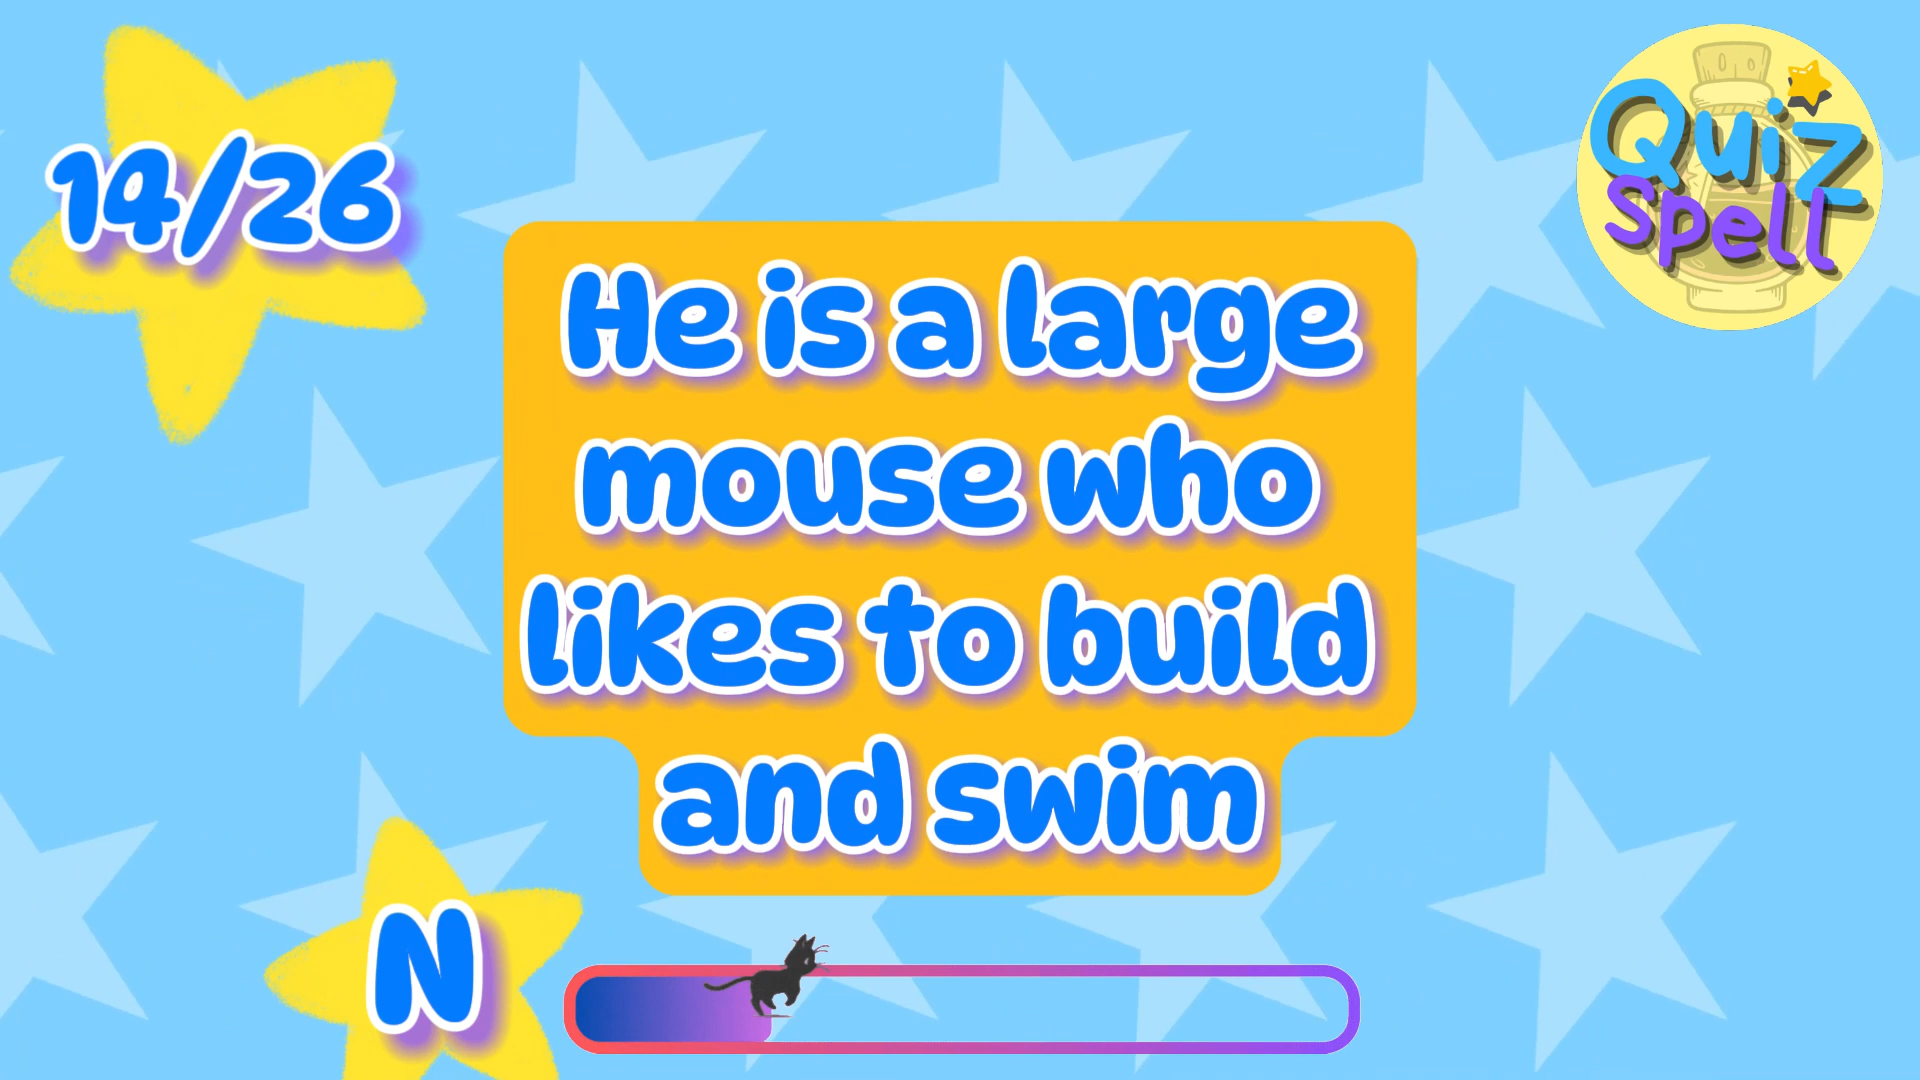 14/26
Quiz
Spell
He is a large
mouse who
likes to build
and swim
N